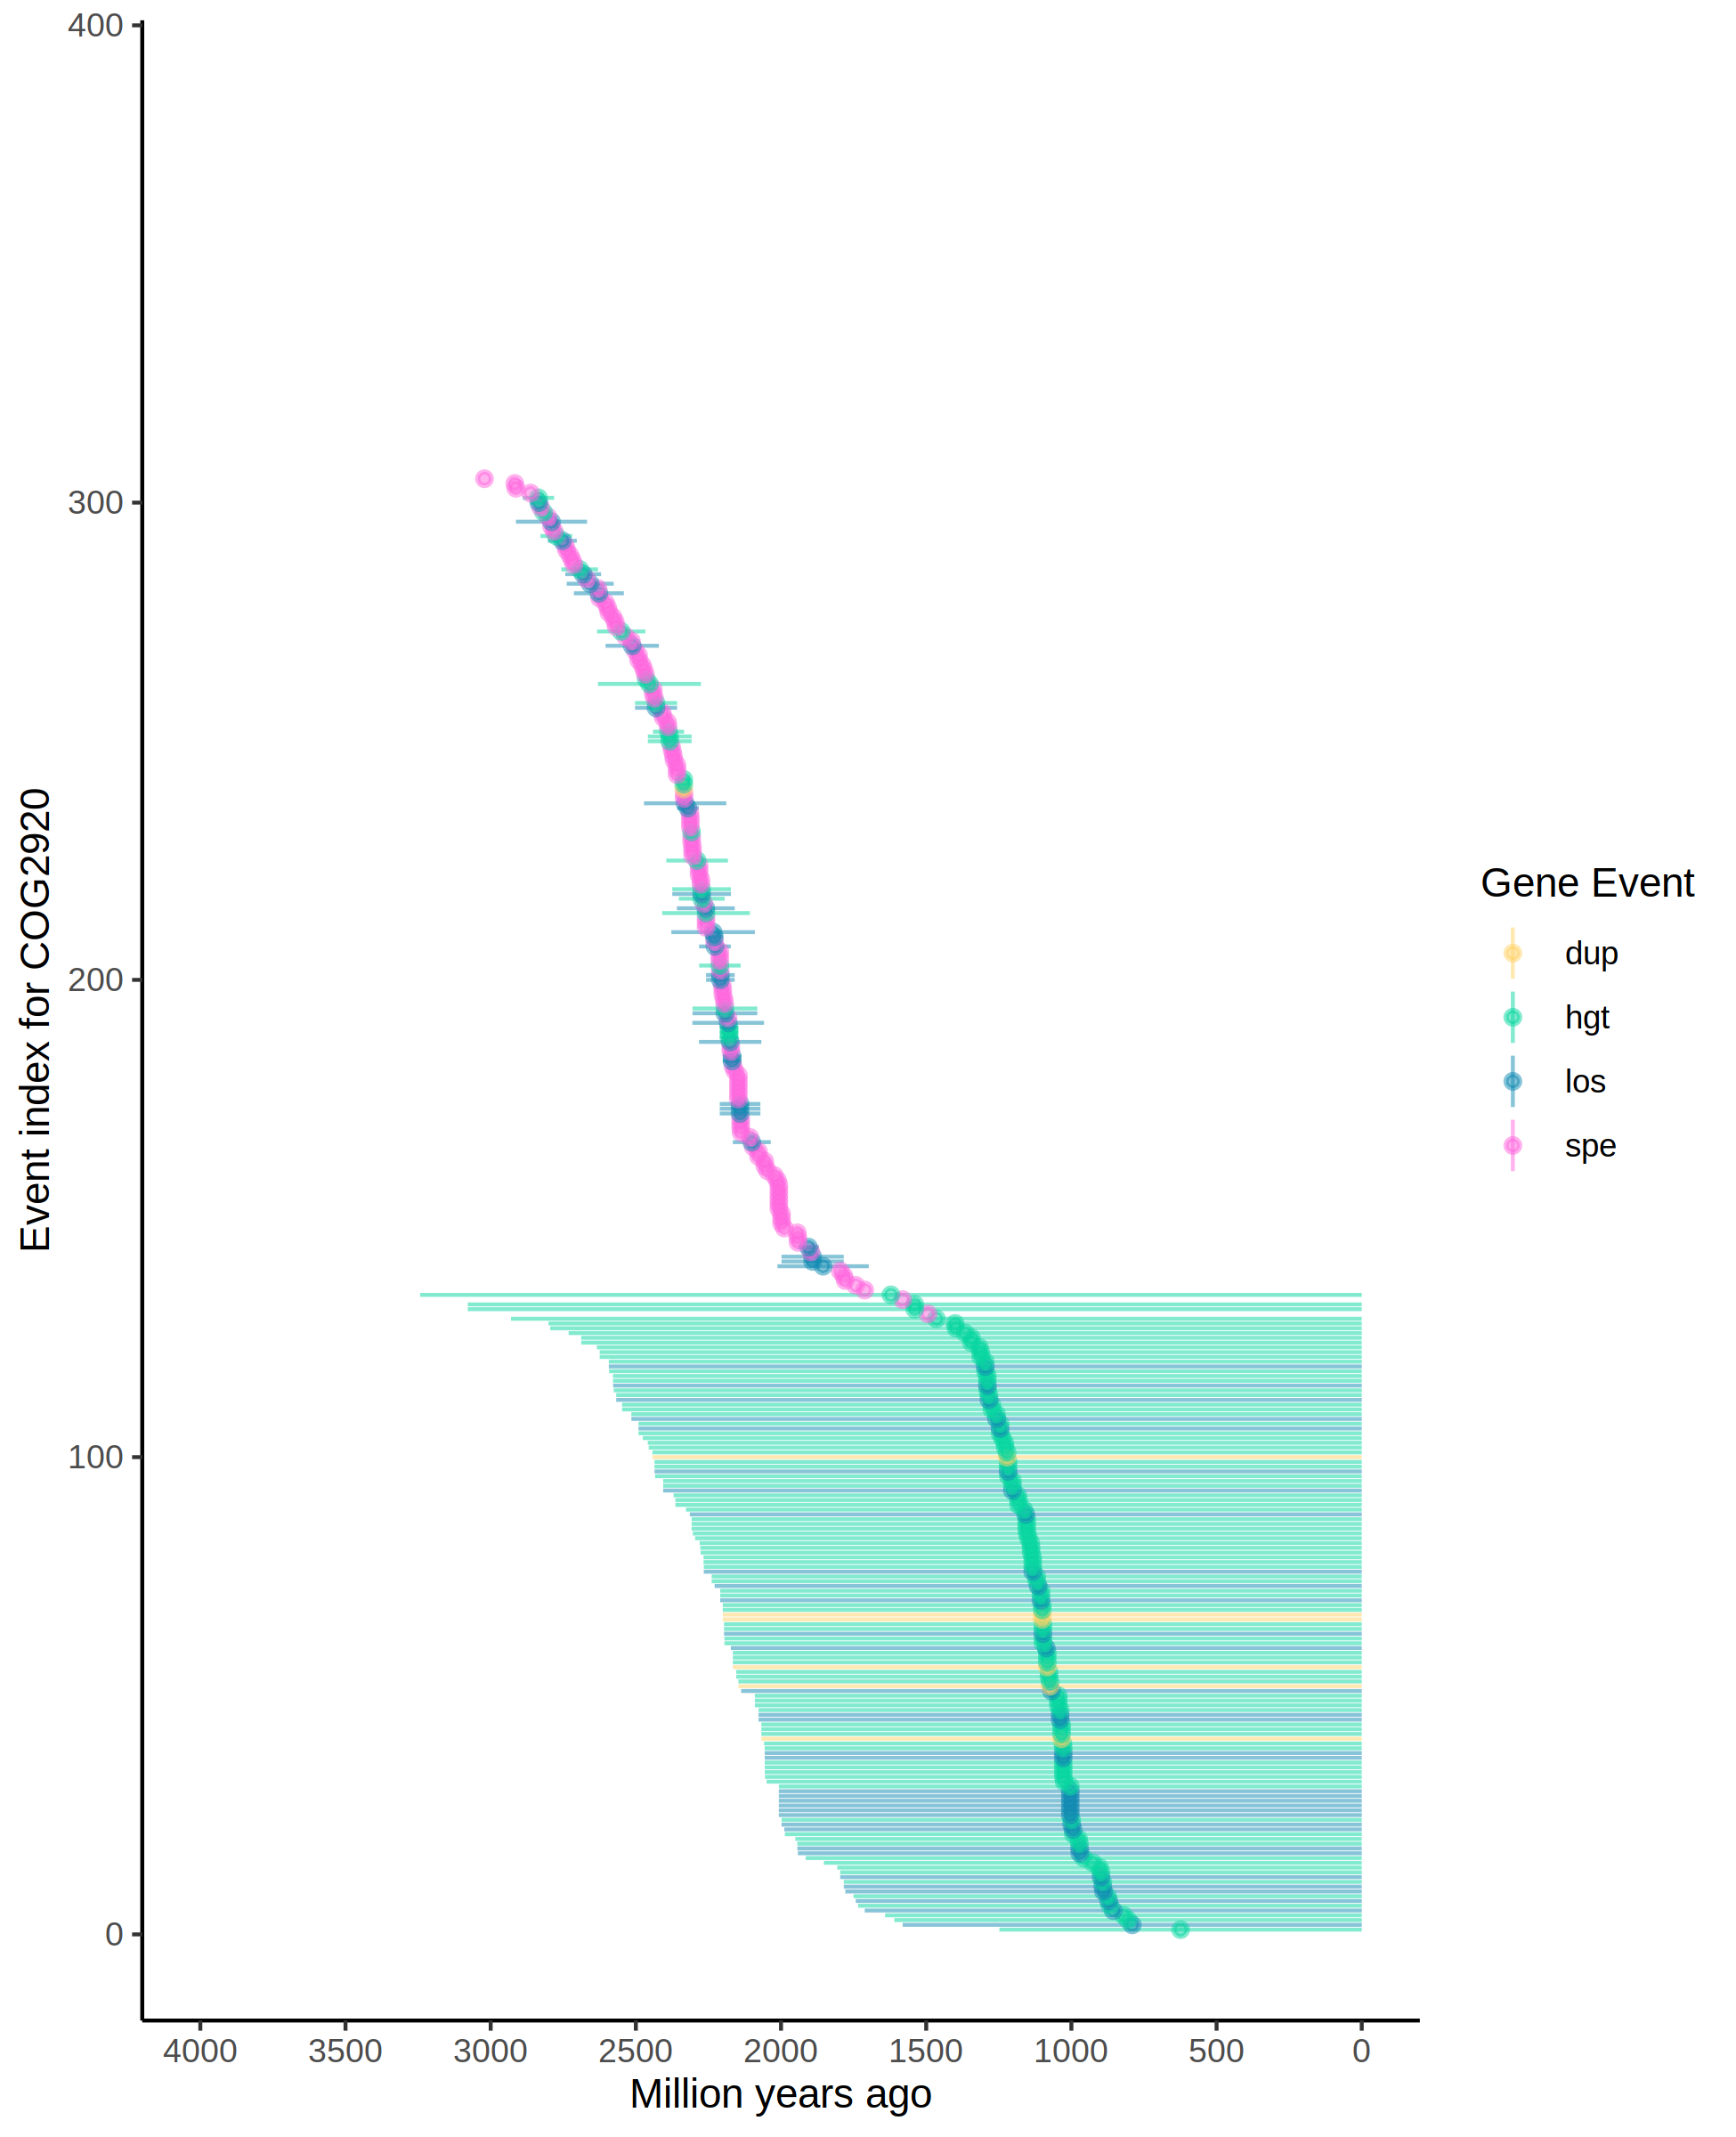 400
300
200
100
0
Event index for COG2920
4000 3500 3000 2500 2000 1500 1000 500 0
Million years ago
Gene Event
dup
hgt
los
spe